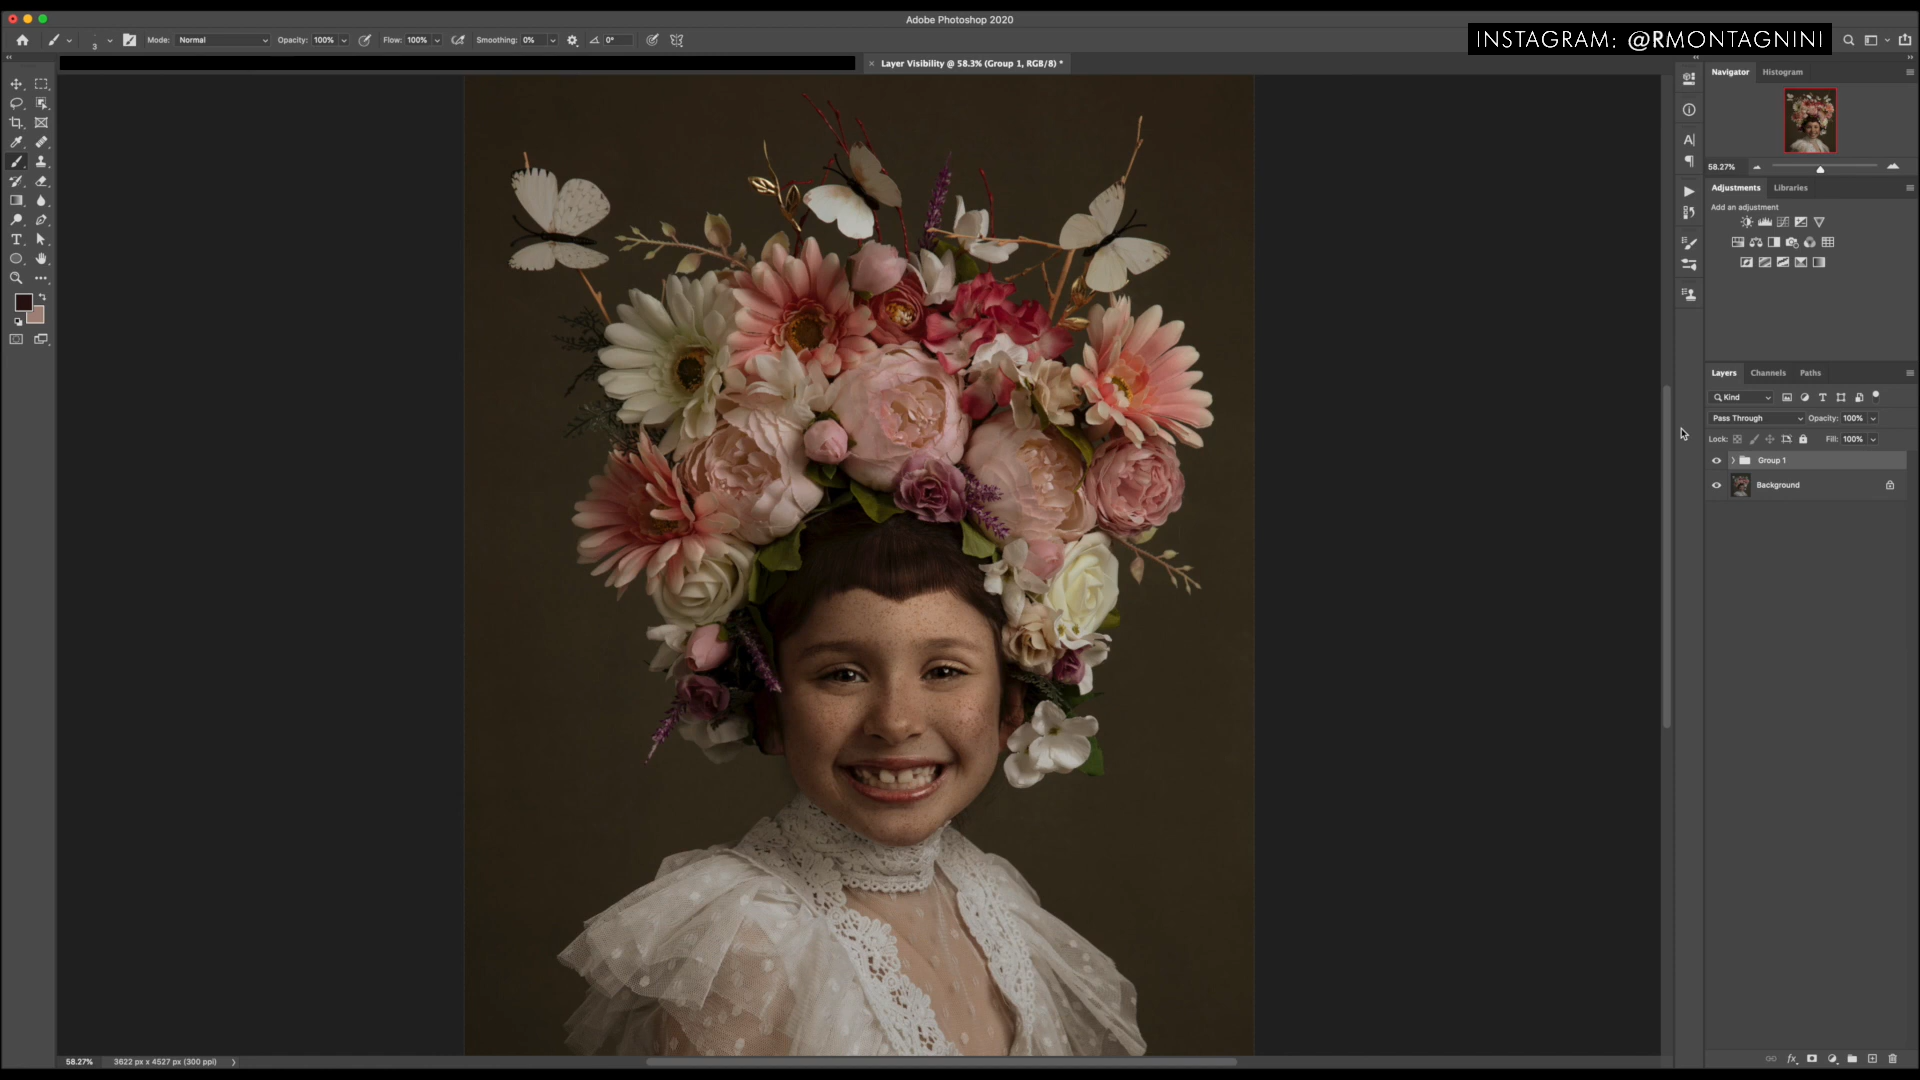 Adobe Photoshop 2020
INSTAGRAM: @RMONTAGNINI
3
Mode: Normal
Opacity: 100%
Flow: 100%
Smoothing: 0%
0°
Layer Visibility @ 58.3% (Group 1, RGB/8) *
Navigator
Histogram
58.27%
Adjustments
Libraries
Add an adjustment
Layers
Channels
Paths
Kind
Pass Through
Opacity: 100%
Lock:
Fill: 100%
Group 1
Background
58.27%
3622 px x 4527 px (300 ppi)